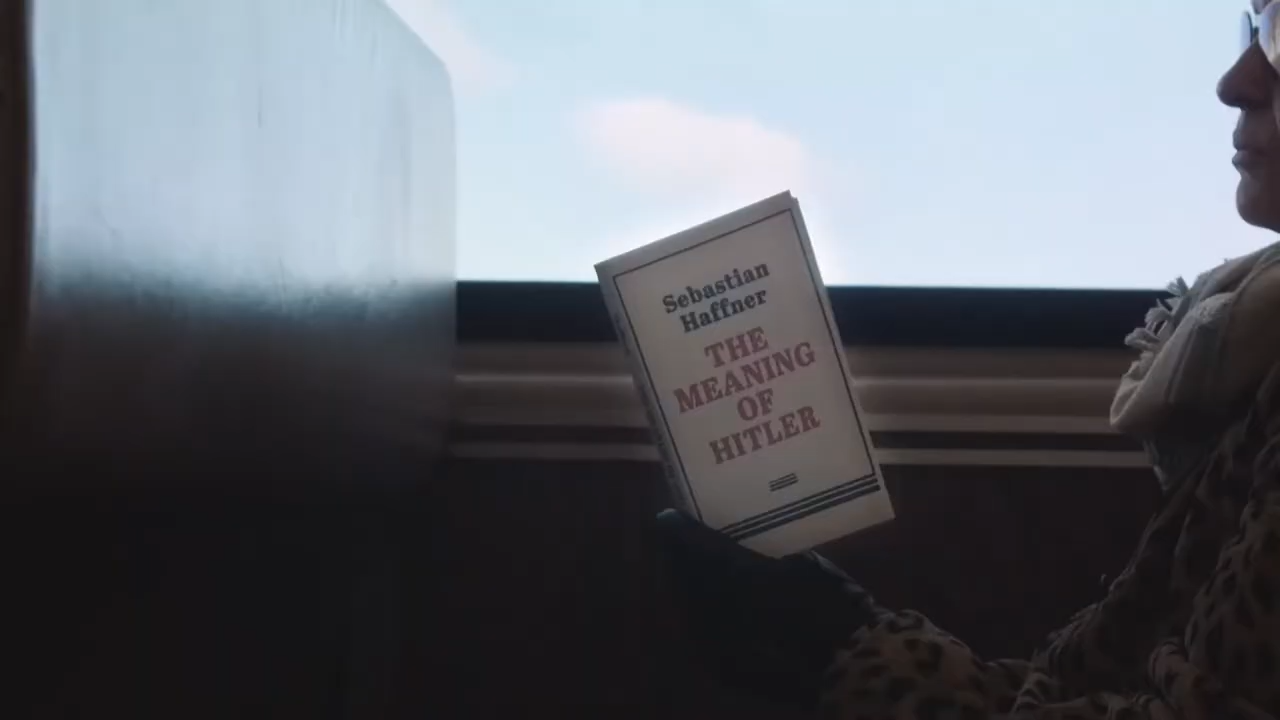 Sebastian
Haffner
THE
MEANING
OF
HITLER